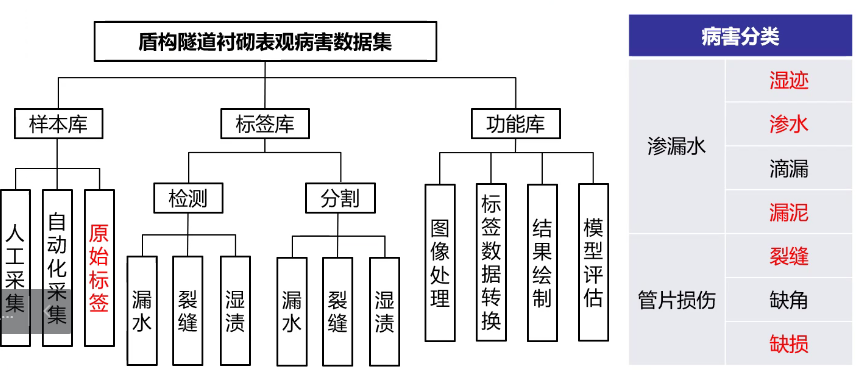 盾构隧道衬砌表观病害数据集
样本库
标签库
功能库
人工采集
自动化采集
原始标签
检测
分割
漏水
裂缝
湿渍
漏水
裂缝
湿渍
图像处理
标签数据转换
结果绘制
模型评估
病害分类
渗漏水
湿迹
渗水
滴漏
漏泥
管片损伤
裂缝
缺角
缺损